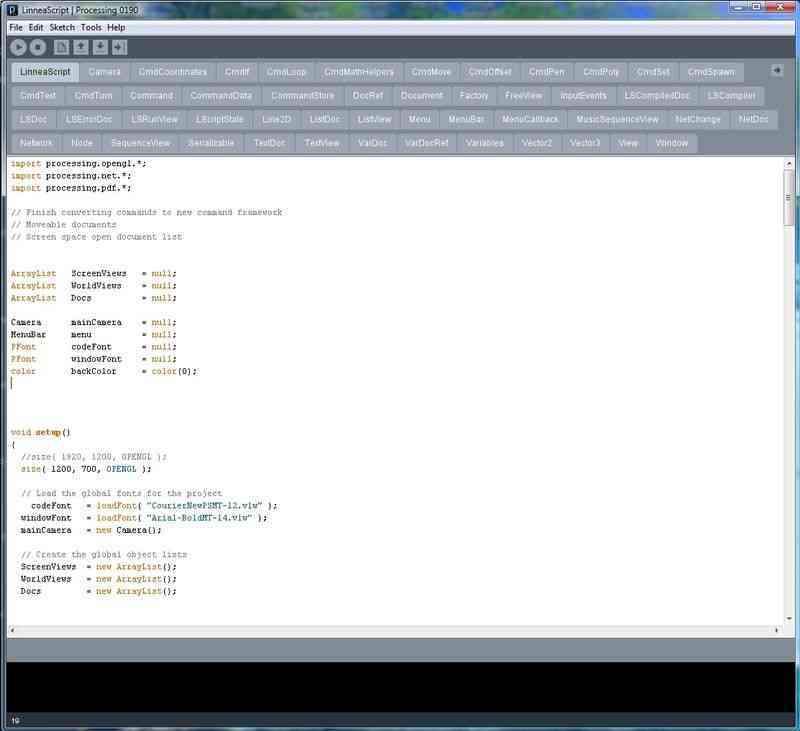 LinneaScript | Processing 0190
File Edit Sketch Tools Help
LinneaScript Camera CmdCoordinates CmdIf CmdLoop CmdMathHelpers CmdMove CmdOffset CmdPen CmdPoly CmdSet CmdSpawn
CmdText CmdTurn Command CommandData CommandStore DocRef Document Factory FreeView InputEvents LSCompiledDoc LSCompiler
LSDoc LSErrorDoc LSRunView LScriptState Line2D ListDoc ListView Menu MenuBar MenuCallback MusicSequenceView NetChange NetDoc
Network Node SequenceView Serializable TextDoc TextView VarDoc VarDocRef Variables Vector2 Vector3 View Window
import processing.opengl.*;
import processing.net.*;
import processing.pdf.*;
// Finish converting commands to new command framework
// Moveable documents
// Screen space open document list
ArrayList ScreenViews = null;
ArrayList WorldViews = null;
ArrayList Docs = null;
Camera mainCamera = null;
MenuBar menu = null;
PFont codeFont = null;
PFont windowFont = null;
color backColor = color(0);
void setup()
{
//size( 1920, 1200, OPENGL );
size( 1200, 700, OPENGL );
// Load the global fonts for the project
codeFont = loadFont( "CourierNewPSMT-12.vlw" );
windowFont = loadFont( "Arial-BoldMT-14.vlw" );
mainCamera = new Camera();
// Create the global object lists
ScreenViews = new ArrayList();
WorldViews = new ArrayList();
Docs = new ArrayList();
19